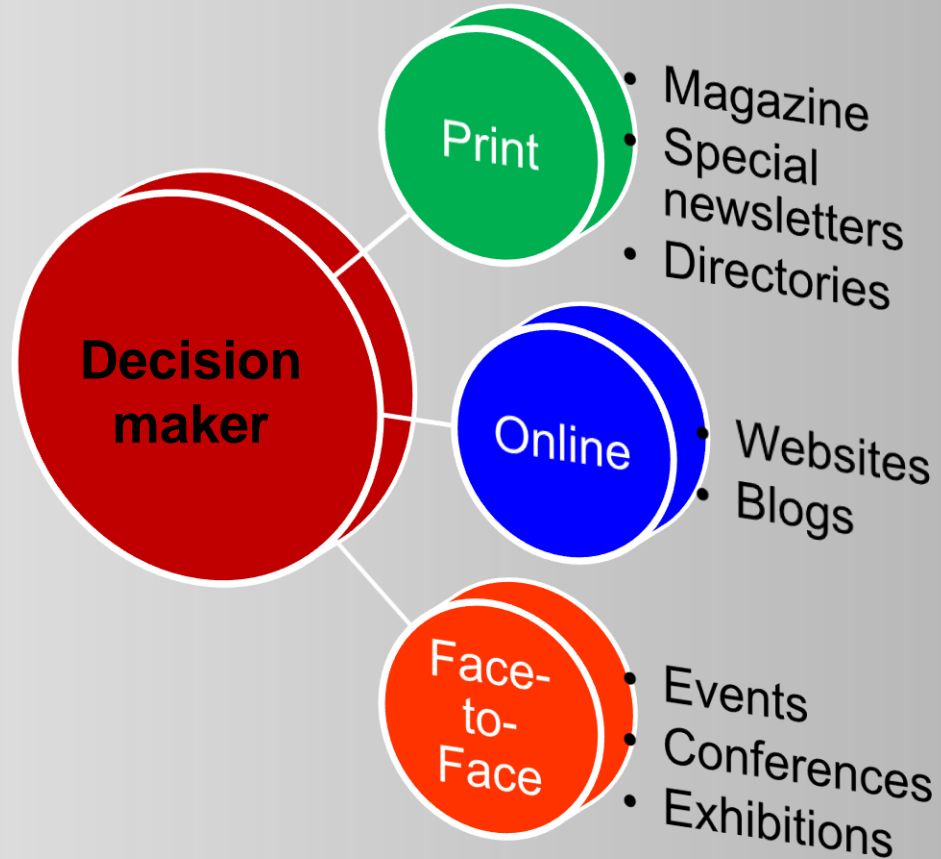 Decision
maker
Print
• Magazine
• Special
newsletters
• Directories
Online
• Websites
• Blogs
Face-
to-
Face
• Events
• Conferences
• Exhibitions